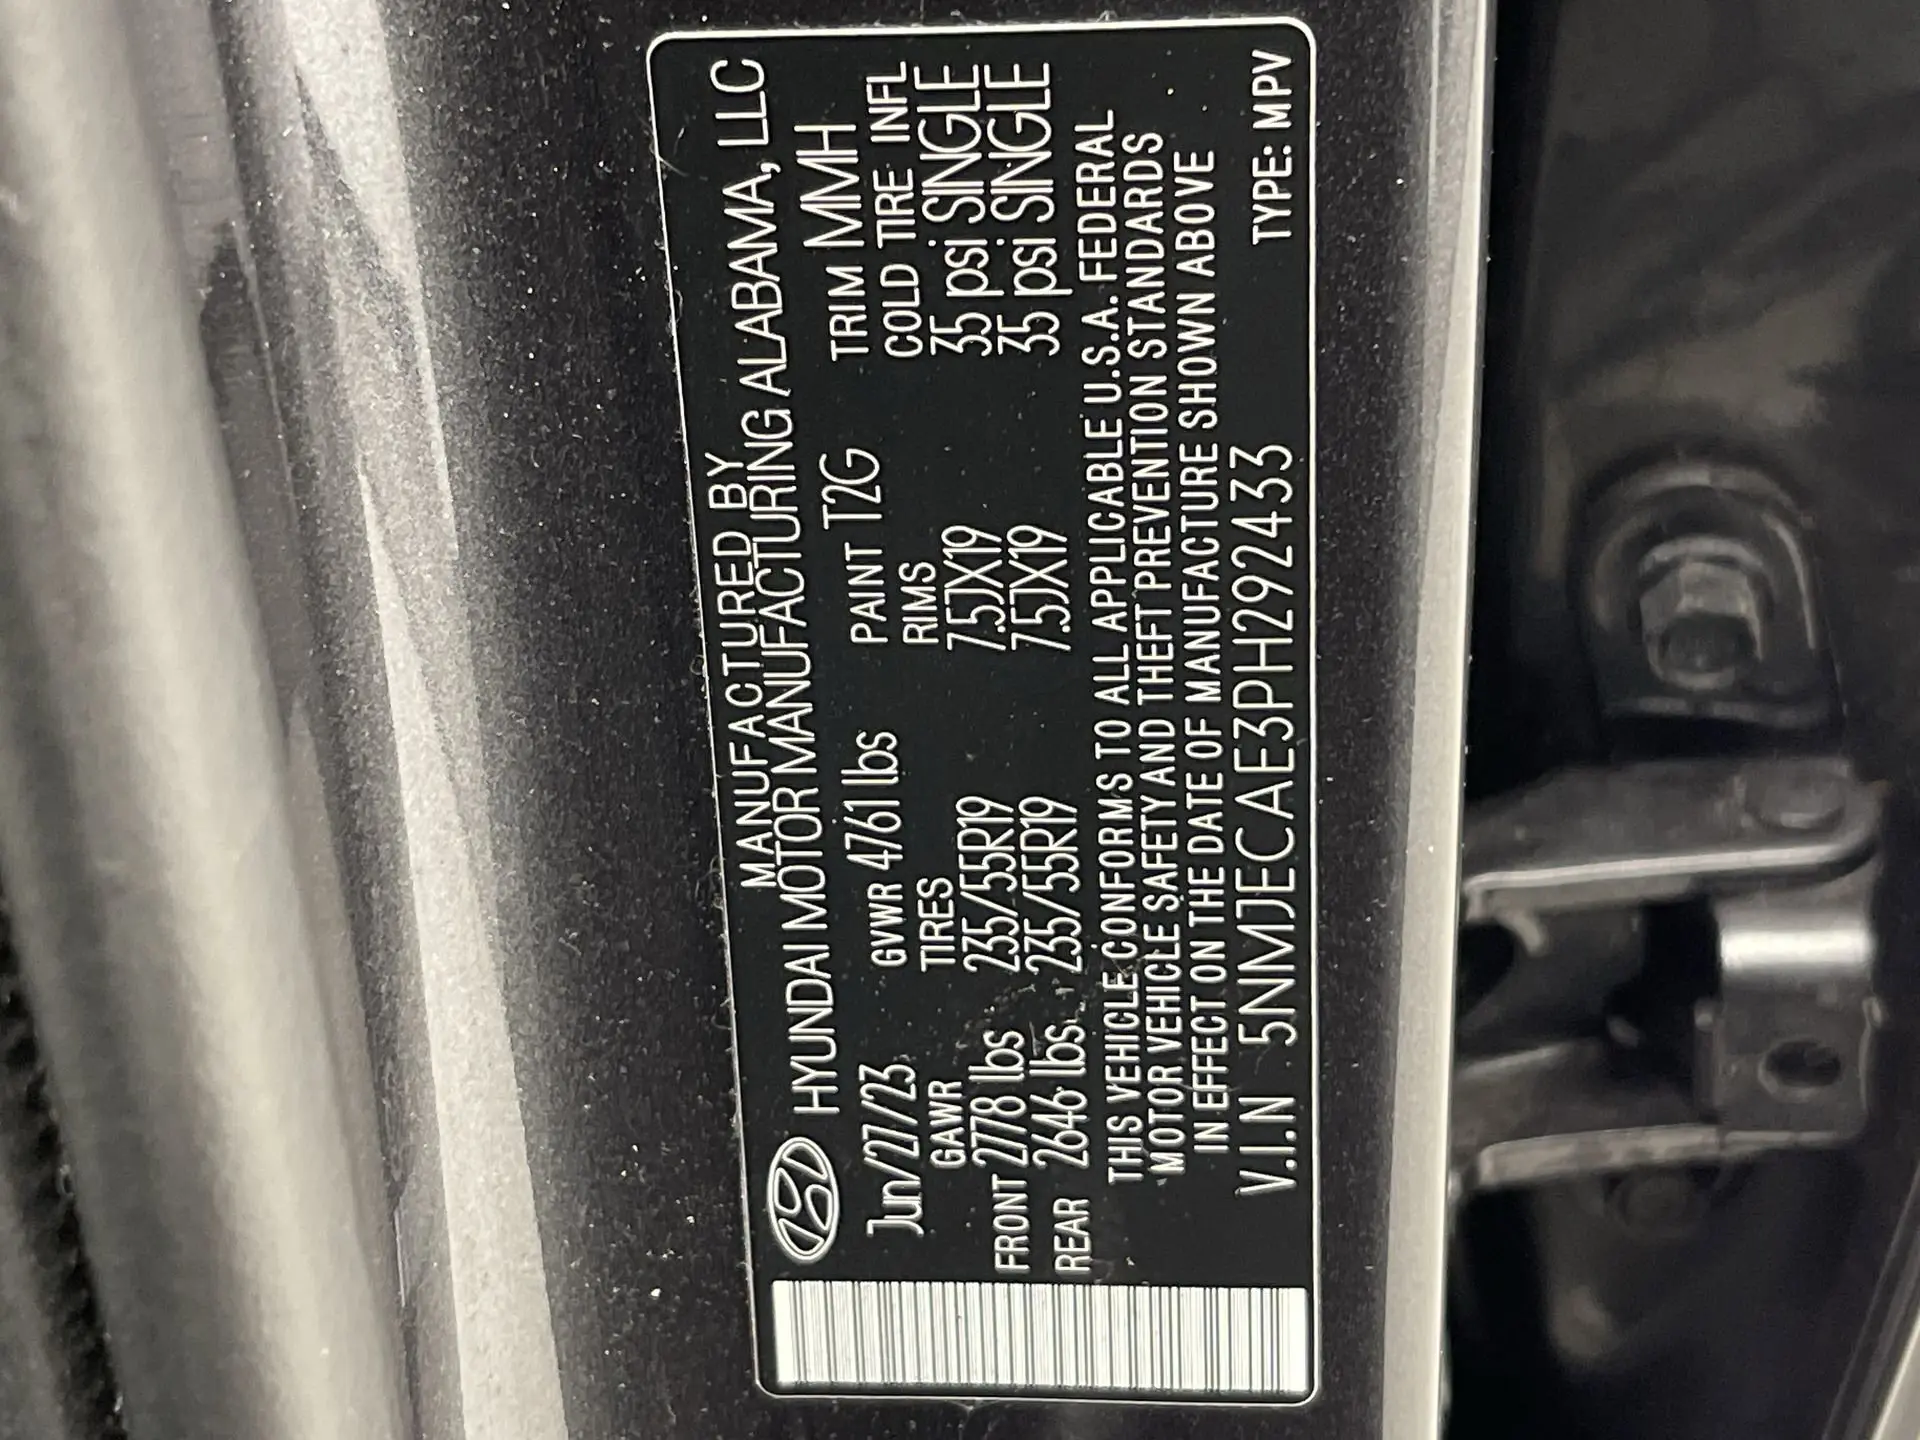 MANUFACTURED BY
HYUNDAI MOTOR MANUFACTURING ALABAMA, LLC
Jun/27/23 GVWR 4761 lbs PAINT T2G TRIM MMH
GAWR TIRES RIMS COLD TIRE INFL
FRONT 2778 lbs 235/55R19 7.5JX19 35 psi SINGLE
REAR 2646 lbs 235/55R19 7.5JX19 35 psi SINGLE
THIS VEHICLE CONFORMS TO ALL APPLICABLE U.S.A. FEDERAL
MOTOR VEHICLE SAFETY AND THEFT PREVENTION STANDARDS
IN EFFECT ON THE DATE OF MANUFACTURE SHOWN ABOVE
V.I.N 5NMJECAE3PH292433 TYPE: MPV